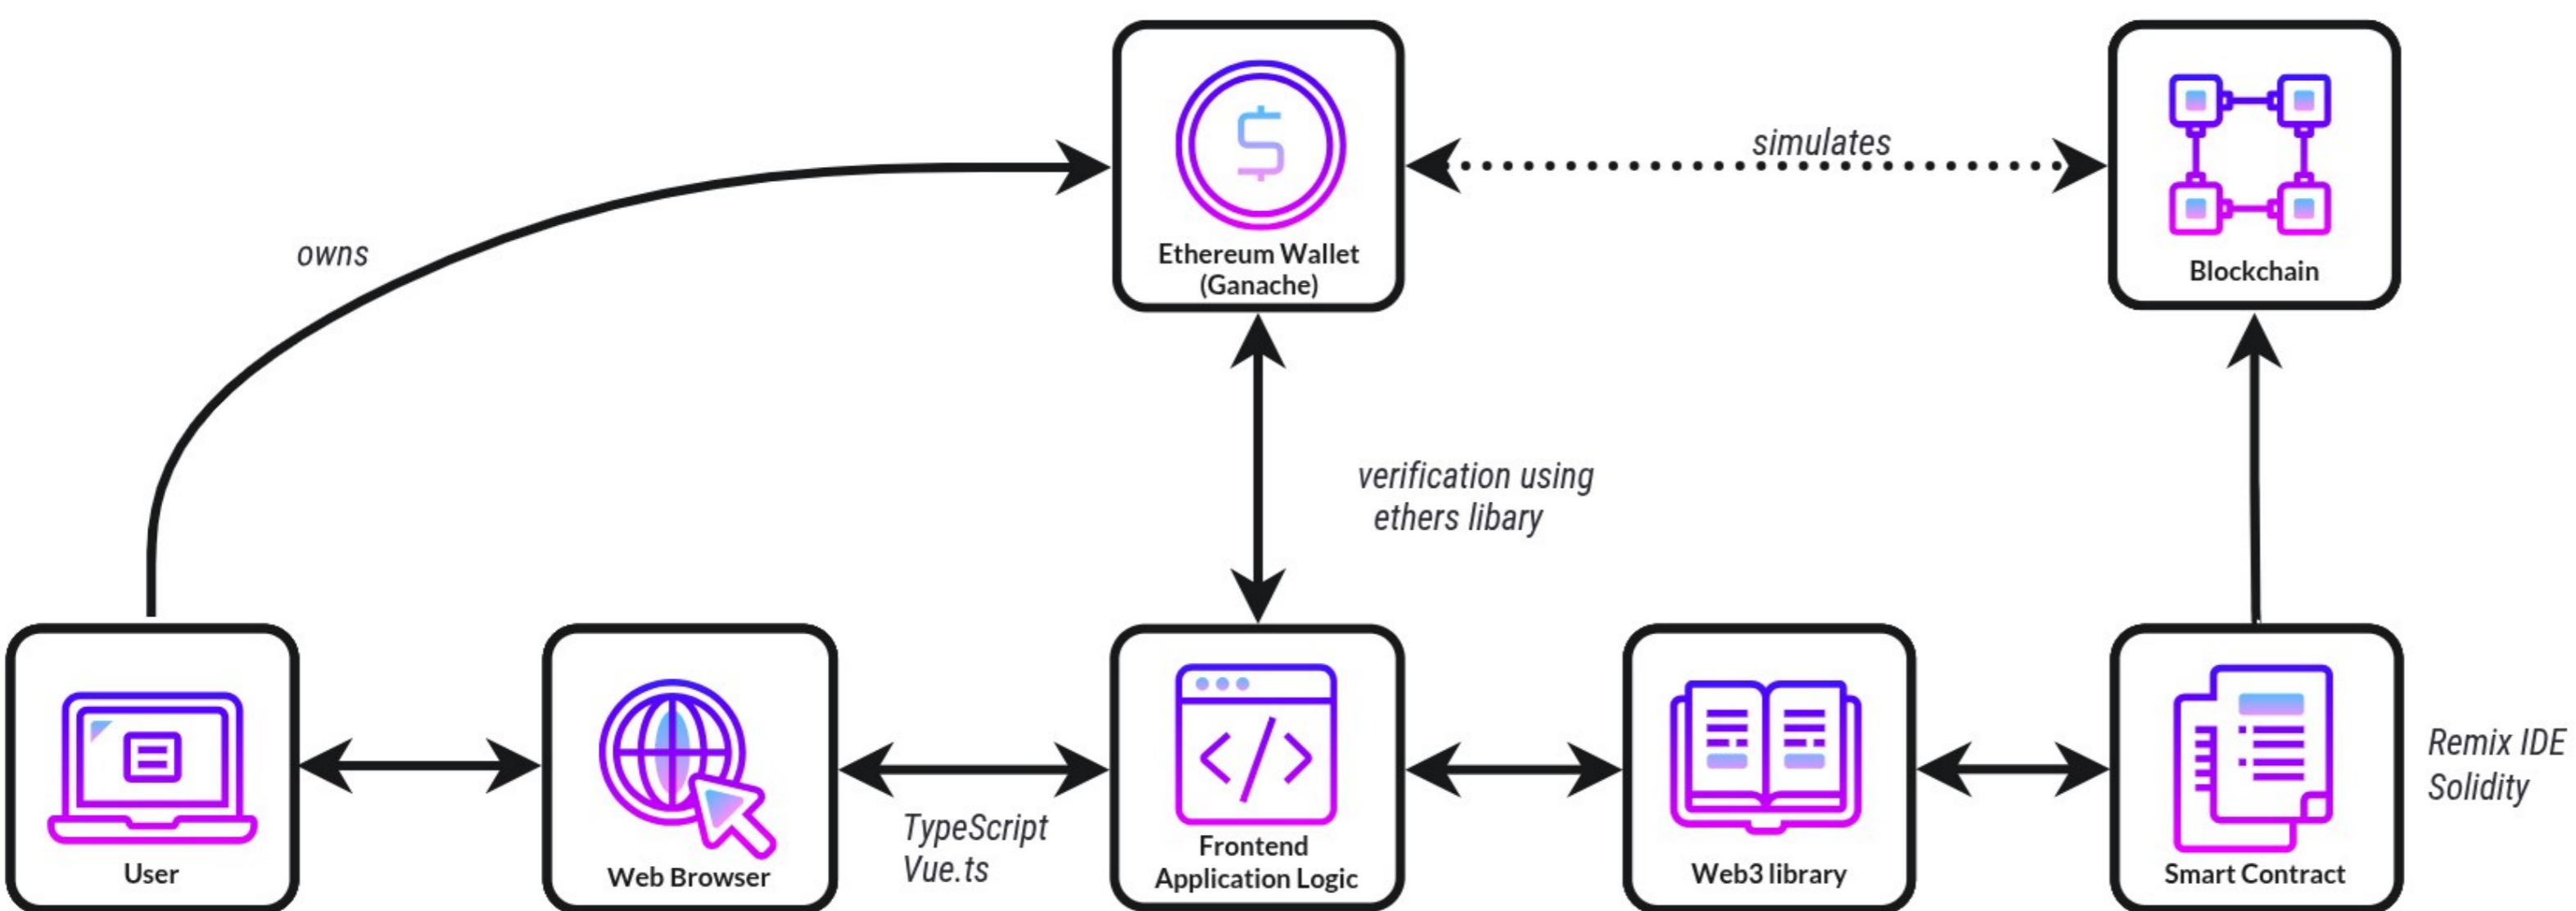 simulates
owns
Ethereum Wallet
(Ganache)
Blockchain
verification using
ethers libary
Remix IDE
Solidity
TypeScript
Vue.ts
User
Web Browser
Frontend
Application Logic
Web3 library
Smart Contract